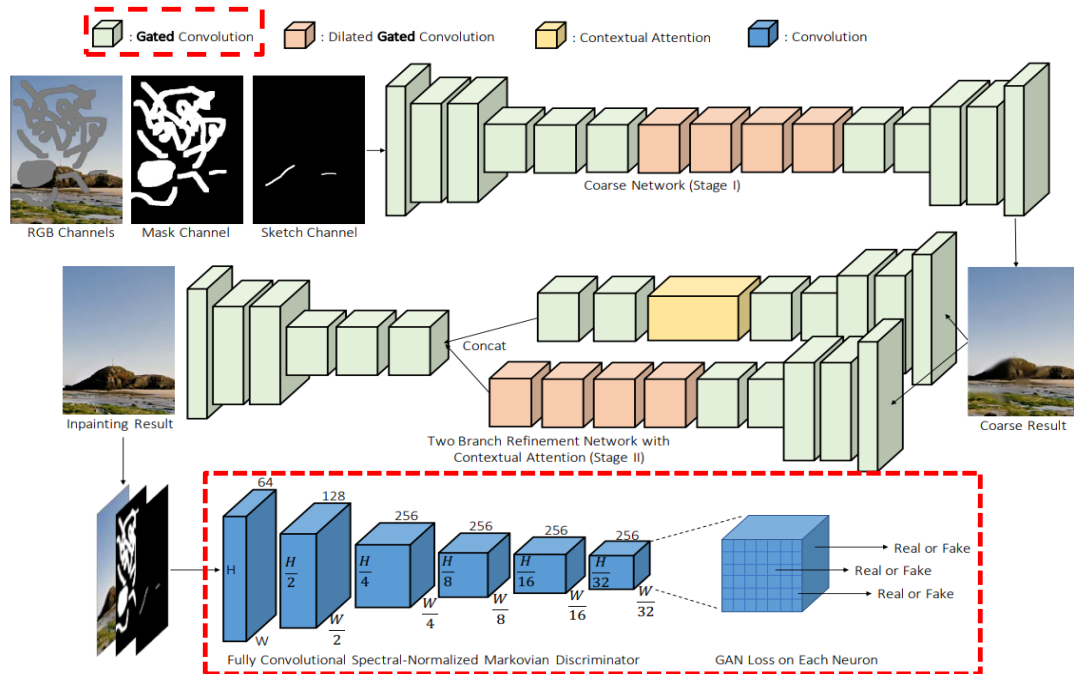 : Gated Convolution
: Dilated Gated Convolution
: Contextual Attention
: Convolution
RGB Channels
Mask Channel
Sketch Channel
Coarse Network (Stage I)
Concat
Inpainting Result
Coarse Result
Two Branch Refinement Network with
Contextual Attention (Stage II)
64
128
256
256
256
256
H
H/2
H/4
H/8
H/16
H/32
W
W/2
W/4
W/8
W/16
W/32
Real or Fake
Real or Fake
Real or Fake
Fully Convolutional Spectral-Normalized Markovian Discriminator
GAN Loss on Each Neuron